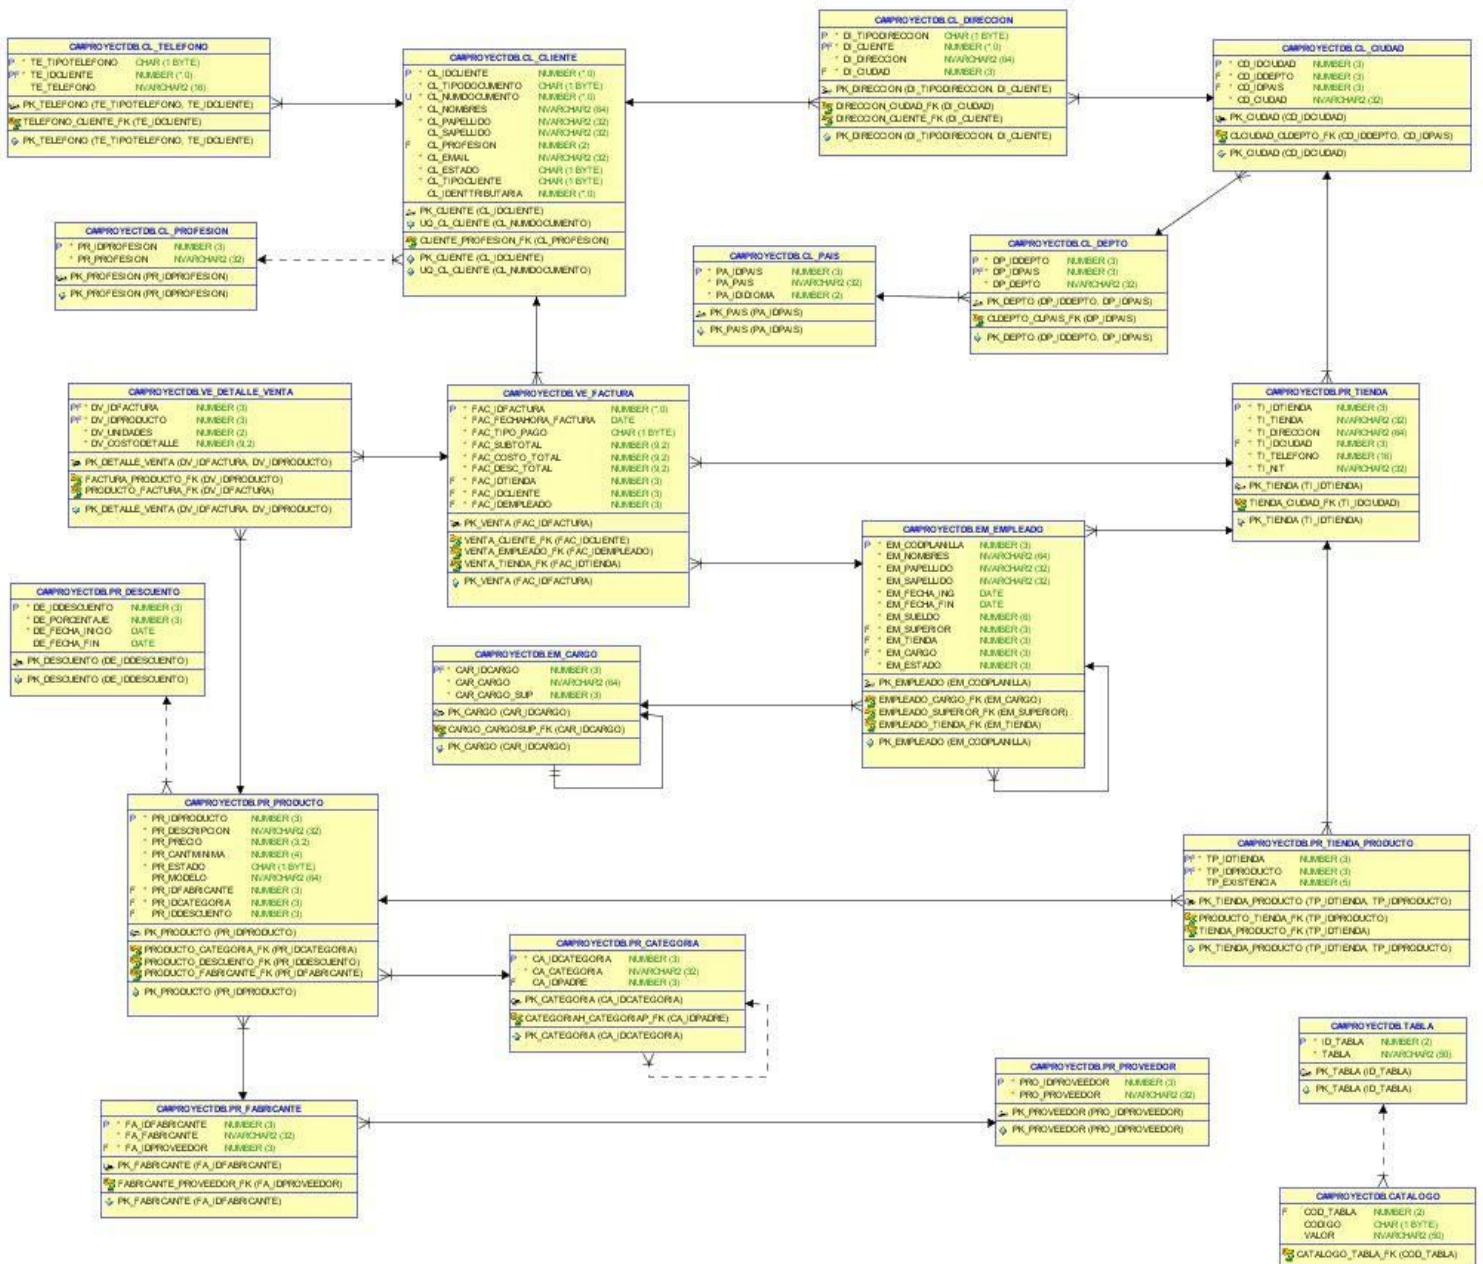 C##PROYECTDB.CL_TELEFONO
P * TE_TIPOTELEFONO CHAR (1 BYTE)
PF * TE_IDCLIENTE NUMBER (*,0)
TE_TELEFONO NVARCHAR2 (16)
PK_TELEFONO (TE_TIPOTELEFONO, TE_IDCLIENTE)
TELEFONO_CLIENTE_FK (TE_IDCLIENTE)
PK_TELEFONO (TE_TIPOTELEFONO, TE_IDCLIENTE)
C##PROYECTDB.CL_CLIENTE
P * CL_IDCLIENTE NUMBER (*,0)
* CL_TIPODOCUMENTO CHAR (1 BYTE)
U * CL_NUMDOCUMENTO NUMBER (*,0)
* CL_NOMBRES NVARCHAR2 (64)
* CL_PAPELLIDO NVARCHAR2 (32)
CL_SAPELLIDO NVARCHAR2 (32)
F CL_PROFESION NUMBER (2)
* CL_EMAIL NVARCHAR2 (32)
* CL_ESTADO CHAR (1 BYTE)
* CL_TIPOCLIENTE CHAR (1 BYTE)
CL_IDENTTRIBUTARIA NUMBER (*,0)
PK_CLIENTE (CL_IDCLIENTE)
UQ_CL_CLIENTE (CL_NUMDOCUMENTO)
CLIENTE_PROFESION_FK (CL_PROFESION)
PK_CLIENTE (CL_IDCLIENTE)
UQ_CL_CLIENTE (CL_NUMDOCUMENTO)
C##PROYECTDB.CL_DIRECCION
P * DI_TIPODIRECCION CHAR (1 BYTE)
PF * DI_CLIENTE NUMBER (*,0)
* DI_DIRECCION NVARCHAR2 (64)
F * DI_CIUDAD NUMBER (3)
PK_DIRECCION (DI_TIPODIRECCION, DI_CLIENTE)
DIRECCION_CIUDAD_FK (DI_CIUDAD)
DIRECCION_CLIENTE_FK (DI_CLIENTE)
PK_DIRECCION (DI_TIPODIRECCION, DI_CLIENTE)
C##PROYECTDB.CL_CIUDAD
P * CD_IDCIUDAD NUMBER (3)
F * CD_IDDEPTO NUMBER (3)
F * CD_IDPAIS NUMBER (3)
* CD_CIUDAD NVARCHAR2 (32)
PK_CIUDAD (CD_IDCIUDAD)
CLCIUDAD_CLDEPTO_FK (CD_IDDEPTO, CD_IDPAIS)
PK_CIUDAD (CD_IDCIUDAD)
C##PROYECTDB.CL_PROFESION
P * PR_IDPROFESION NUMBER (3)
* PR_PROFESION NVARCHAR2 (32)
PK_PROFESION (PR_IDPROFESION)
PK_PROFESION (PR_IDPROFESION)
C##PROYECTDB.CL_PAIS
P * PA_IDPAIS NUMBER (3)
* PA_PAIS NVARCHAR2 (32)
* PA_IDIDIOMA NUMBER (2)
PK_PAIS (PA_IDPAIS)
PK_PAIS (PA_IDPAIS)
C##PROYECTDB.CL_DEPTO
P * DP_IDDEPTO NUMBER (3)
PF * DP_IDPAIS NUMBER (3)
* DP_DEPTO NVARCHAR2 (32)
PK_DEPTO (DP_IDDEPTO, DP_IDPAIS)
CLDEPTO_CLPAIS_FK (DP_IDPAIS)
PK_DEPTO (DP_IDDEPTO, DP_IDPAIS)
C##PROYECTDB.VE_DETALLE_VENTA
PF * DV_IDFACTURA NUMBER (3)
PF * DV_IDPRODUCTO NUMBER (3)
* DV_UNIDADES NUMBER (2)
* DV_COSTODETALLE NUMBER (9,2)
PK_DETALLE_VENTA (DV_IDFACTURA, DV_IDPRODUCTO)
FACTURA_PRODUCTO_FK (DV_IDPRODUCTO)
PRODUCTO_FACTURA_FK (DV_IDFACTURA)
PK_DETALLE_VENTA (DV_IDFACTURA, DV_IDPRODUCTO)
C##PROYECTDB.VE_FACTURA
P * FAC_IDFACTURA NUMBER (*,0)
* FAC_FECHAHORA_FACTURA DATE
* FAC_TIPO_PAGO CHAR (1 BYTE)
* FAC_SUBTOTAL NUMBER (9,2)
* FAC_COSTO_TOTAL NUMBER (9,2)
* FAC_DESC_TOTAL NUMBER (9,2)
F * FAC_IDTIENDA NUMBER (3)
F * FAC_IDCLIENTE NUMBER (3)
F * FAC_IDEMPLEADO NUMBER (3)
PK_VENTA (FAC_IDFACTURA)
VENTA_CLIENTE_FK (FAC_IDCLIENTE)
VENTA_EMPLEADO_FK (FAC_IDEMPLEADO)
VENTA_TIENDA_FK (FAC_IDTIENDA)
PK_VENTA (FAC_IDFACTURA)
C##PROYECTDB.PR_TIENDA
P * TI_IDTIENDA NUMBER (3)
* TI_TIENDA NVARCHAR2 (32)
* TI_DIRECCION NVARCHAR2 (64)
F * TI_IDCIUDAD NUMBER (3)
* TI_TELEFONO NUMBER (16)
* TI_NIT NVARCHAR2 (32)
PK_TIENDA (TI_IDTIENDA)
TIENDA_CIUDAD_FK (TI_IDCIUDAD)
PK_TIENDA (TI_IDTIENDA)
C##PROYECTDB.EM_EMPLEADO
P * EM_CODPLANILLA NUMBER (3)
* EM_NOMBRES NVARCHAR2 (64)
* EM_PAPELLIDO NVARCHAR2 (32)
* EM_SAPELLIDO NVARCHAR2 (32)
* EM_FECHA_ING DATE
* EM_FECHA_FIN DATE
* EM_SUELDO NUMBER (6)
F * EM_SUPERIOR NUMBER (3)
F * EM_TIENDA NUMBER (3)
F * EM_CARGO NUMBER (3)
* EM_ESTADO NUMBER (3)
PK_EMPLEADO (EM_CODPLANILLA)
EMPLEADO_CARGO_FK (EM_CARGO)
EMPLEADO_SUPERIOR_FK (EM_SUPERIOR)
EMPLEADO_TIENDA_FK (EM_TIENDA)
PK_EMPLEADO (EM_CODPLANILLA)
C##PROYECTDB.PR_DESCUENTO
P * DE_IDDESCUENTO NUMBER (3)
* DE_PORCENTAJE NUMBER (3)
* DE_FECHA_INICIO DATE
DE_FECHA_FIN DATE
PK_DESCUENTO (DE_IDDESCUENTO)
PK_DESCUENTO (DE_IDDESCUENTO)
C##PROYECTDB.EM_CARGO
PF * CAR_IDCARGO NUMBER (3)
* CAR_CARGO NVARCHAR2 (64)
* CAR_CARGO_SUP NUMBER (3)
PK_CARGO (CAR_IDCARGO)
CARGO_CARGOSUP_FK (CAR_IDCARGO)
PK_CARGO (CAR_IDCARGO)
C##PROYECTDB.PR_PRODUCTO
P * PR_IDPRODUCTO NUMBER (3)
* PR_DESCRIPCION NVARCHAR2 (32)
* PR_PRECIO NUMBER (3,2)
* PR_CANTMINIMA NUMBER (4)
* PR_ESTADO CHAR (1 BYTE)
PR_MODELO NVARCHAR2 (64)
F * PR_IDFABRICANTE NUMBER (3)
F * PR_IDCATEGORIA NUMBER (3)
F PR_IDDESCUENTO NUMBER (3)
PK_PRODUCTO (PR_IDPRODUCTO)
PRODUCTO_CATEGORIA_FK (PR_IDCATEGORIA)
PRODUCTO_DESCUENTO_FK (PR_IDDESCUENTO)
PRODUCTO_FABRICANTE_FK (PR_IDFABRICANTE)
PK_PRODUCTO (PR_IDPRODUCTO)
C##PROYECTDB.PR_TIENDA_PRODUCTO
PF * TP_IDTIENDA NUMBER (3)
PF * TP_IDPRODUCTO NUMBER (3)
TP_EXISTENCIA NUMBER (5)
PK_TIENDA_PRODUCTO (TP_IDTIENDA, TP_IDPRODUCTO)
PRODUCTO_TIENDA_FK (TP_IDPRODUCTO)
TIENDA_PRODUCTO_FK (TP_IDTIENDA)
PK_TIENDA_PRODUCTO (TP_IDTIENDA, TP_IDPRODUCTO)
C##PROYECTDB.PR_CATEGORIA
P * CA_IDCATEGORIA NUMBER (3)
* CA_CATEGORIA NVARCHAR2 (32)
F CA_IDPADRE NUMBER (3)
PK_CATEGORIA (CA_IDCATEGORIA)
CATEGORIAH_CATEGORIAP_FK (CA_IDPADRE)
PK_CATEGORIA (CA_IDCATEGORIA)
C##PROYECTDB.PR_FABRICANTE
P * FA_IDFABRICANTE NUMBER (3)
* FA_FABRICANTE NVARCHAR2 (32)
F * FA_IDPROVEEDOR NUMBER (3)
PK_FABRICANTE (FA_IDFABRICANTE)
FABRICANTE_PROVEEDOR_FK (FA_IDPROVEEDOR)
PK_FABRICANTE (FA_IDFABRICANTE)
C##PROYECTDB.PR_PROVEEDOR
P * PRO_IDPROVEEDOR NUMBER (3)
* PRO_PROVEEDOR NVARCHAR2 (32)
PK_PROVEEDOR (PRO_IDPROVEEDOR)
PK_PROVEEDOR (PRO_IDPROVEEDOR)
C##PROYECTDB.TABLA
P * ID_TABLA NUMBER (2)
* TABLA NVARCHAR2 (50)
PK_TABLA (ID_TABLA)
PK_TABLA (ID_TABLA)
C##PROYECTDB.CATALOGO
F COD_TABLA NUMBER (2)
CODIGO CHAR (1 BYTE)
VALOR NVARCHAR2 (50)
CATALOGO_TABLA_FK (COD_TABLA)